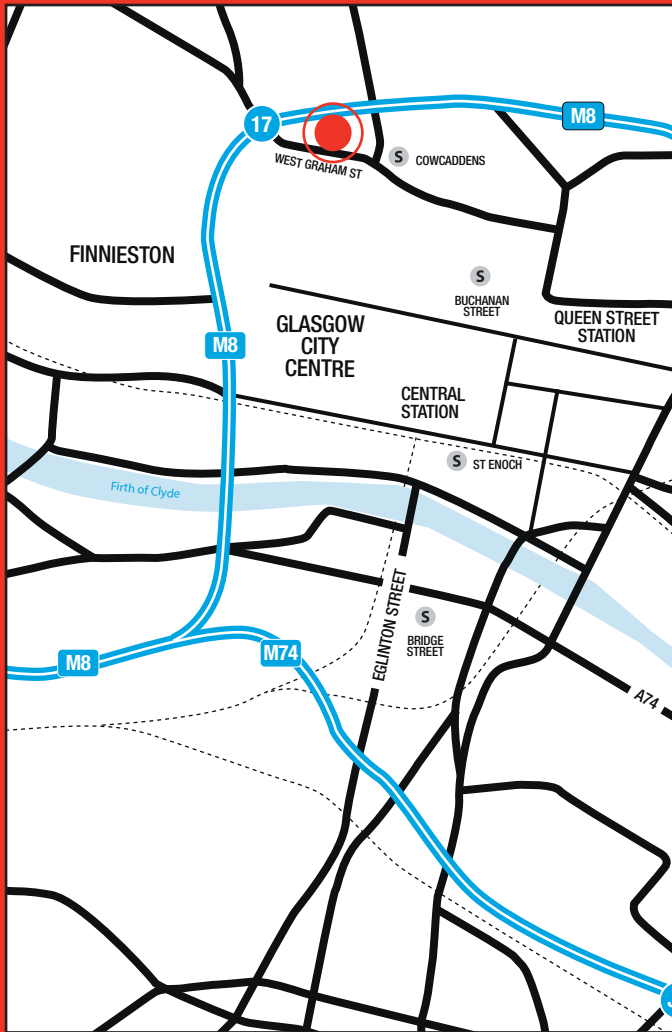 M8
17
S
COWCADDENS
WEST GRAHAM ST
FINNIESTON
S
BUCHANAN
STREET
QUEEN STREET
STATION
GLASGOW
CITY
CENTRE
M8
CENTRAL
STATION
S
ST ENOCH
Firth of Clyde
EGLINTON STREET
S
BRIDGE
STREET
M8
M74
A74